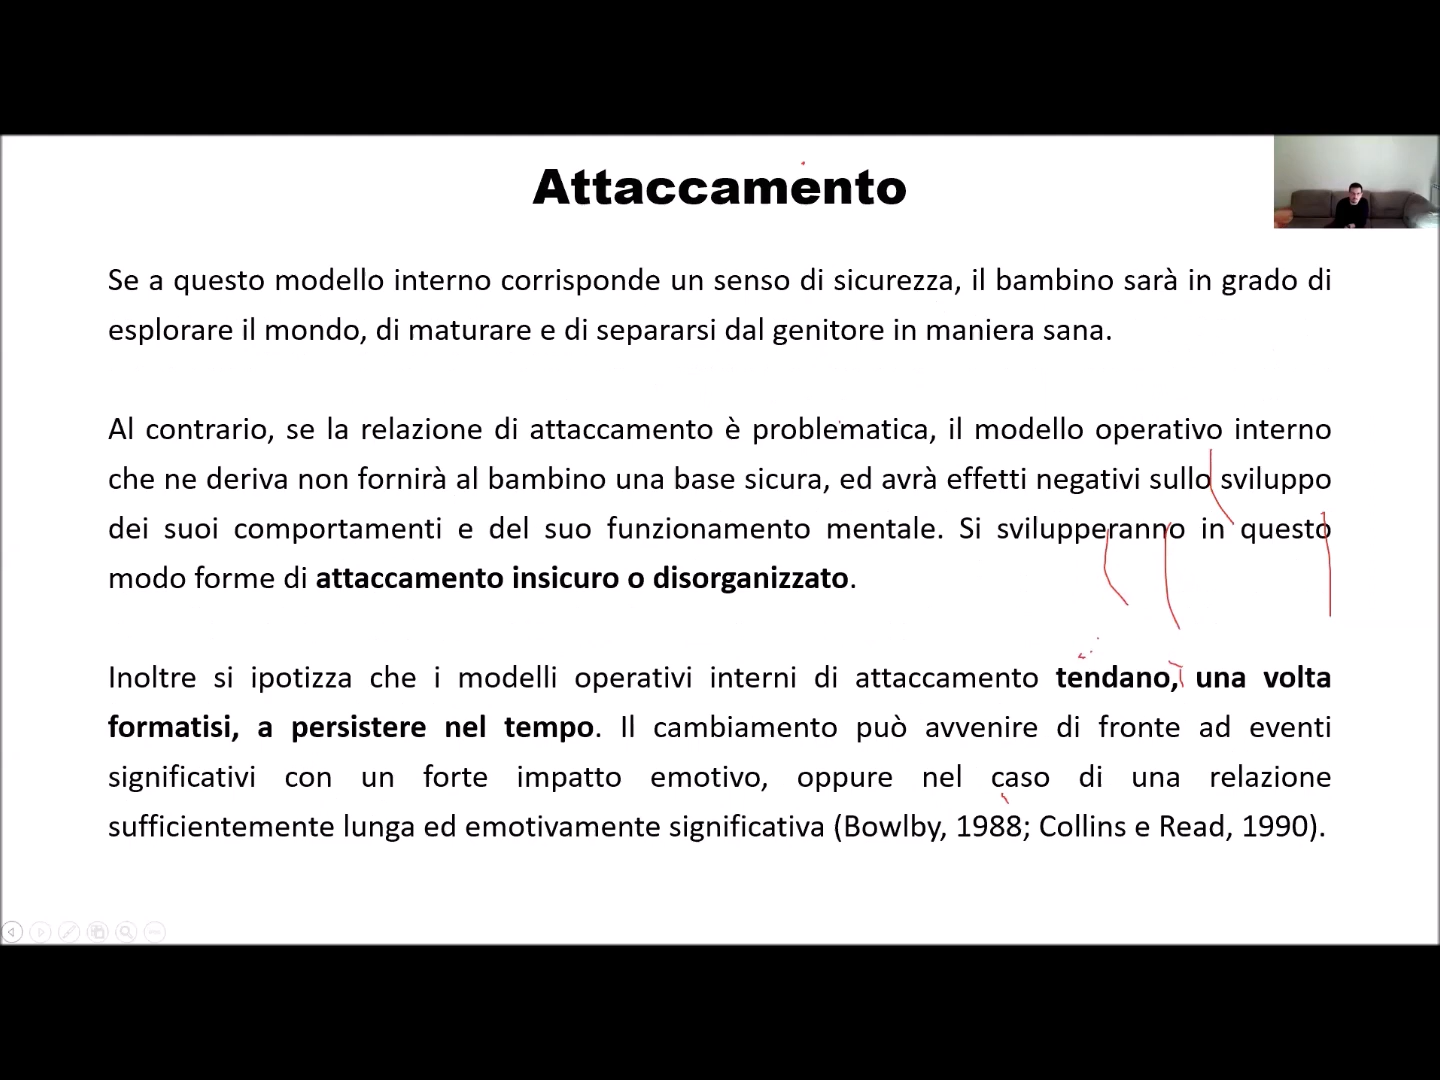 Attaccamento
Se a questo modello interno corrisponde un senso di sicurezza, il bambino sarà in grado di
esplorare il mondo, di maturare e di separarsi dal genitore in maniera sana.
Al contrario, se la relazione di attaccamento è problematica, il modello operativo interno
che ne deriva non fornirà al bambino una base sicura, ed avrà effetti negativi sullo sviluppo
dei suoi comportamenti e del suo funzionamento mentale. Si svilupperanno in questo
modo forme di attaccamento insicuro o disorganizzato.
Inoltre si ipotizza che i modelli operativi interni di attaccamento tendano, una volta
formatisi, a persistere nel tempo. Il cambiamento può avvenire di fronte ad eventi
significativi con un forte impatto emotivo, oppure nel caso di una relazione
sufficientemente lunga ed emotivamente significativa (Bowlby, 1988; Collins e Read, 1990).